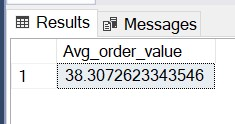 Results Messages
Avg_order_value
1 38.3072623343546